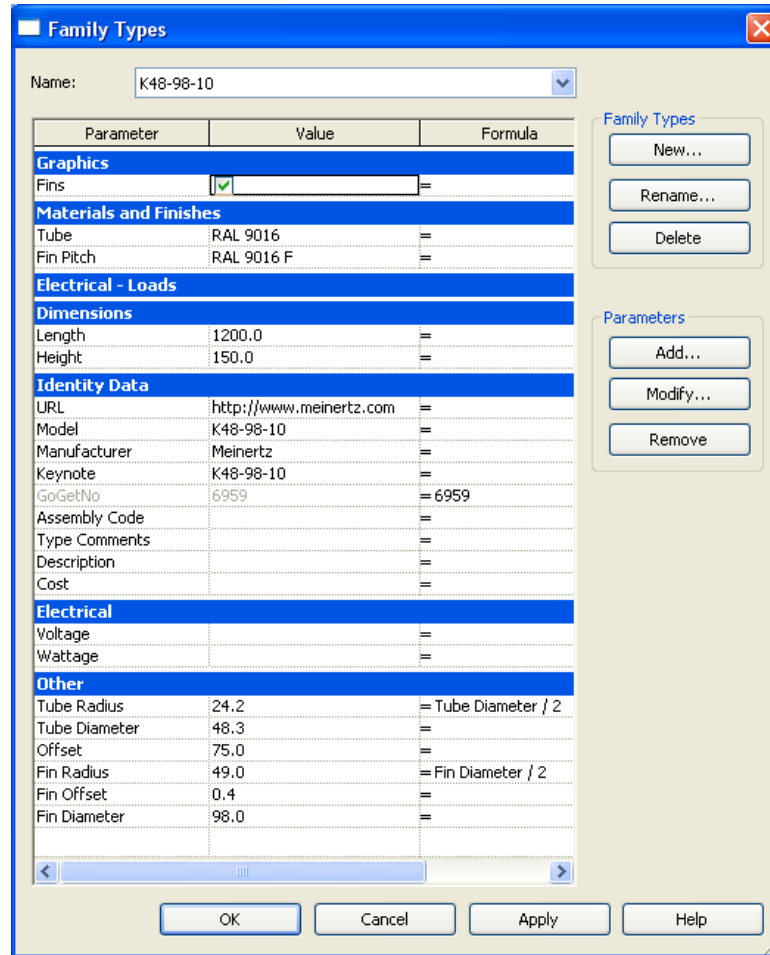 Family Types
Name: K48-98-10
Parameter Value Formula
Family Types
New...
Graphics
Fins =
Rename...
Materials and Finishes
Tube RAL 9016 =
Delete
Fin Pitch RAL 9016 F =
Electrical - Loads
Dimensions
Parameters
Length 1200.0 =
Height 150.0 =
Add...
Identity Data
Modify...
URL http://www.meinertz.com =
Model K48-98-10 =
Manufacturer Meinertz =
Remove
Keynote K48-98-10 =
GoGetNo 6959 = 6959
Assembly Code =
Type Comments =
Description =
Cost =
Electrical
Voltage =
Wattage =
Other
Tube Radius 24.2 = Tube Diameter / 2
Tube Diameter 48.3 =
Offset 75.0 =
Fin Radius 49.0 = Fin Diameter / 2
Fin Offset 0.4 =
Fin Diameter 98.0 =
OK Cancel Apply Help